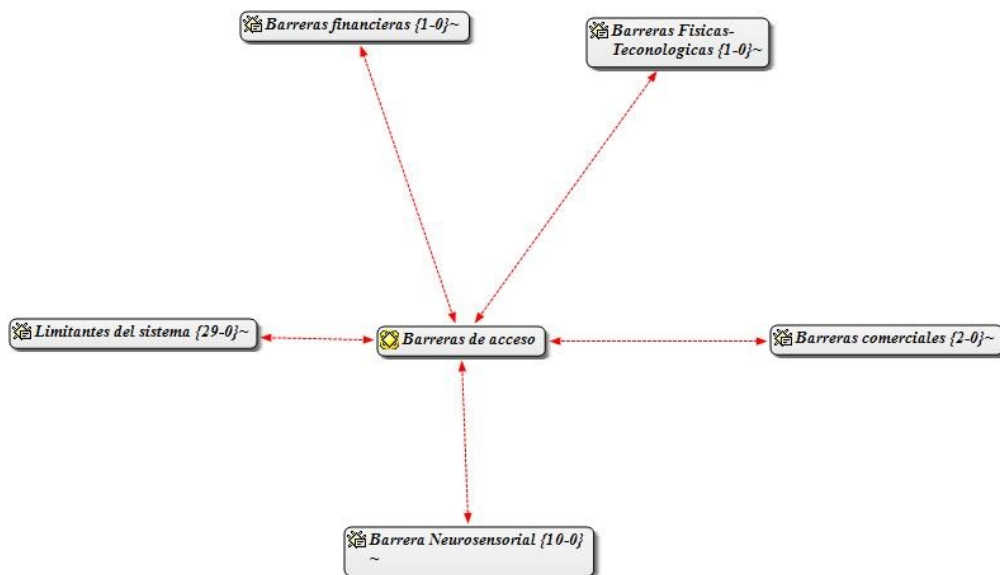 Barreras financieras {1-0}~
Barreras Fisicas-
Teconologicas {1-0}~
Limitantes del sistema {29-0}~
Barreras de acceso
Barreras comerciales {2-0}~
Barrera Neurosensorial {10-0}
~